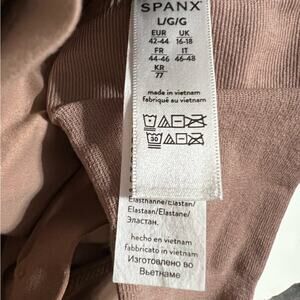 SPANX
L/G/G
EUR UK
42-44 16-18
FR IT
44-46 46-48
KR
77
made in vietnam
fabriqué au vietnam
30
Elasthanne/Elastan/
Elastaan/Elastane/
Эластан.
hecho en vietnam
fabbricato in vietnam
Изготовлено во
Вьетнаме